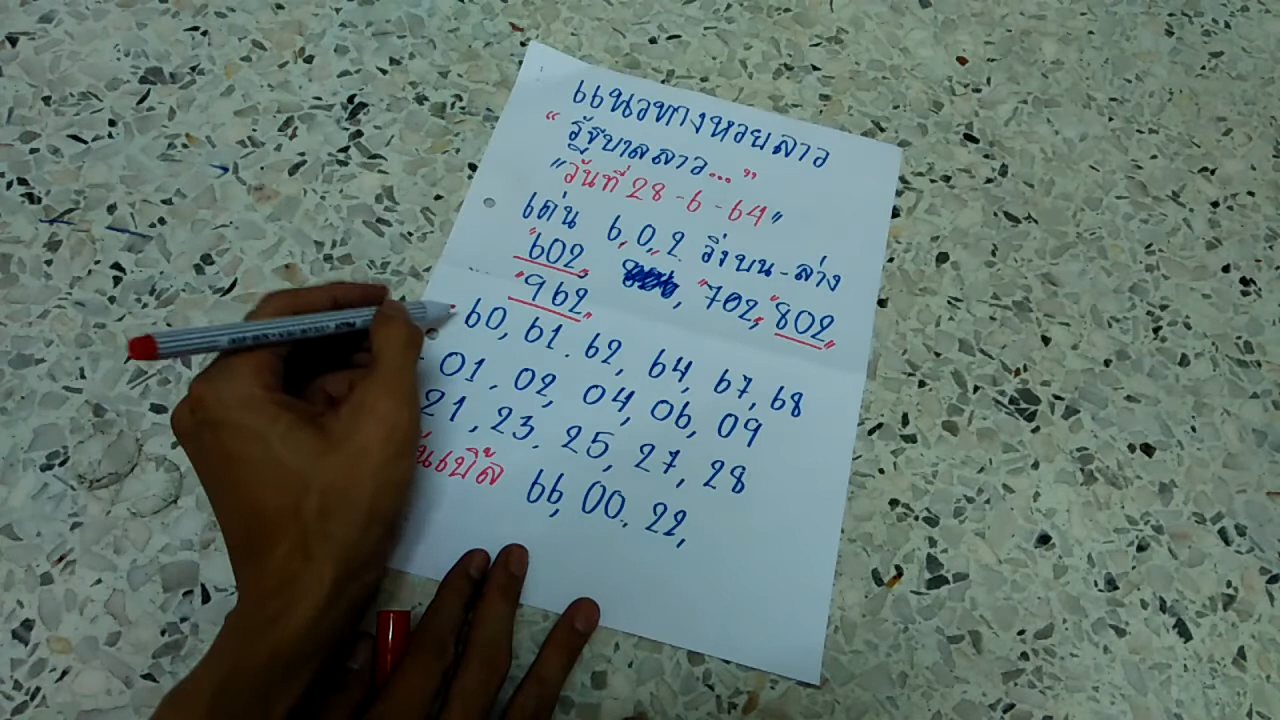 แนวทางหวยลาว
“รัฐบาลลาว...”
“วันที่ 28-6-64”
เด่น 6,0,2 วิ่งบน-ล่าง
"602" , "702", "802"
"962"
60, 61. 62, 64, 67, 68
01. 02, 04, 06, 09
21, 23. 25, 27, 28
เบิ้ล 66, 00. 22,